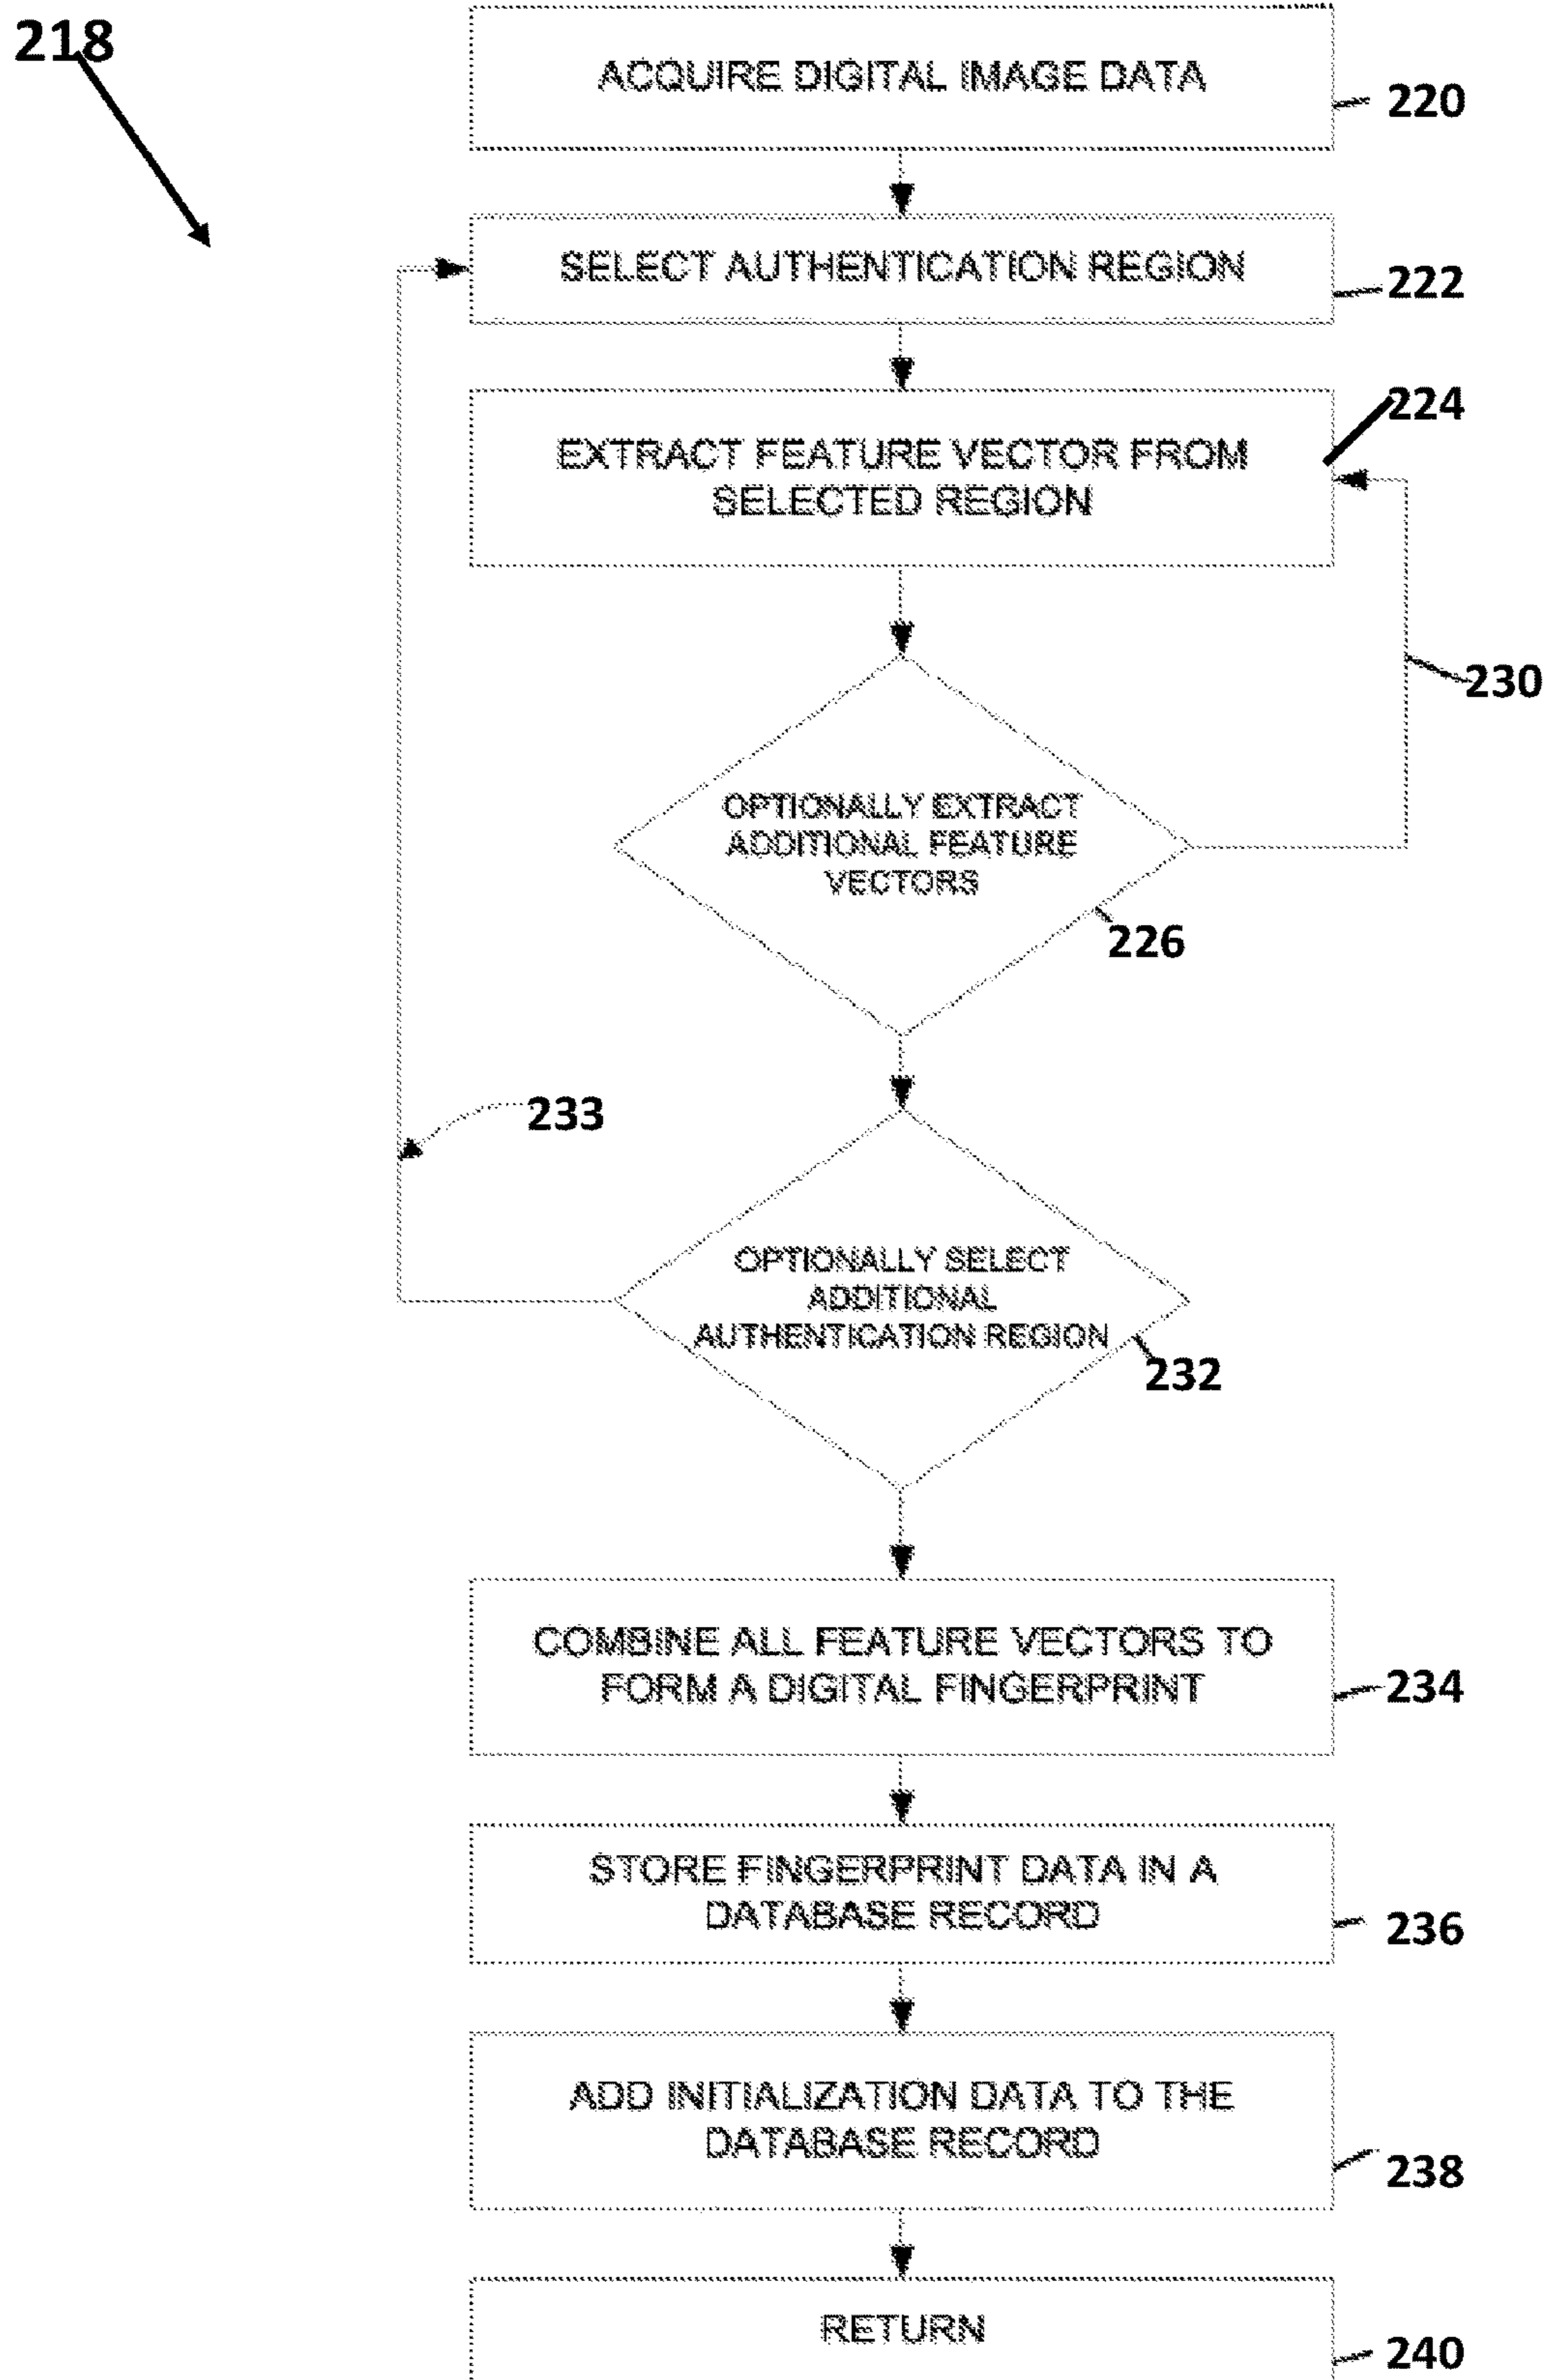 218
ACQUIRE DIGITAL IMAGE DATA
220
SELECT AUTHENTICATION REGION
222
224
EXTRACT FEATURE VECTOR FROM
SELECTED REGION
230
OPTIONALLY EXTRACT
ADDITIONAL FEATURE
VECTORS
226
233
OPTIONALLY SELECT
ADDITIONAL
AUTHENTICATION REGION
232
COMBINE ALL FEATURE VECTORS TO
FORM A DIGITAL FINGERPRINT
234
STORE FINGERPRINT DATA IN A
DATABASE RECORD
236
ADD INITIALIZATION DATA TO THE
DATABASE RECORD
238
RETURN
240